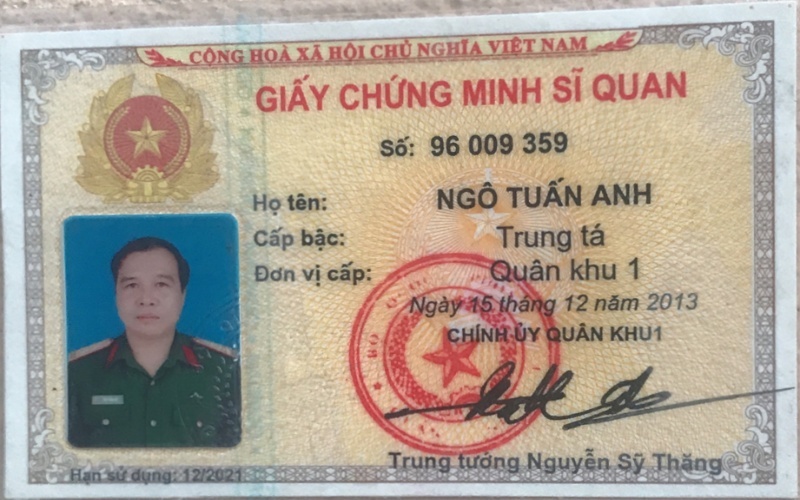 CỘNG HOÀ XÃ HỘI CHỦ NGHĨA VIỆT NAM
GIẤY CHỨNG MINH SĨ QUAN
Số: 96 009 359
Họ tên: NGÔ TUẤN ANH
Cấp bậc: Trung tá
Đơn vị cấp: Quân khu 1
Ngày 15 tháng 12 năm 2013
CHÍNH ỦY QUÂN KHU1
Trung tướng Nguyễn Sỹ Thăng
Hạn sử dụng: 12/2021